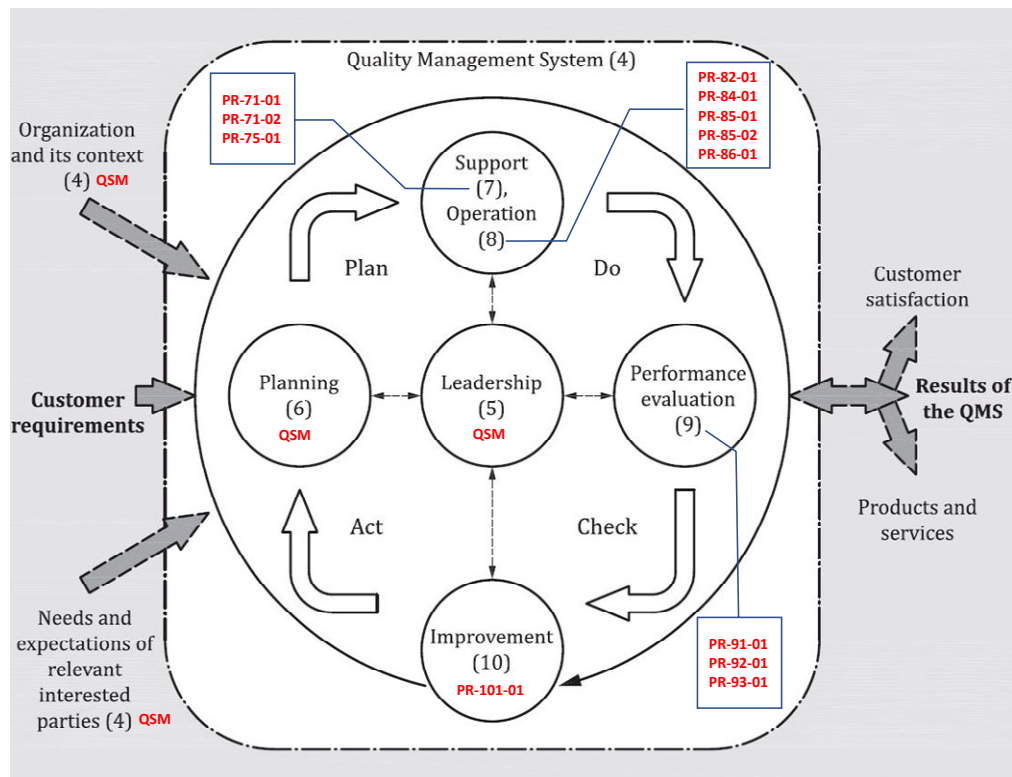 Quality Management System (4)
PR-71-01
PR-71-02
PR-75-01
PR-82-01
PR-84-01
PR-85-01
PR-85-02
PR-86-01
Organization
and its context
(4) QSM
Support
(7),
Operation
(8)
Plan
Do
Customer
satisfaction
Planning
(6)
QSM
Leadership
(5)
QSM
Performance
evaluation
(9)
Customer
requirements
Results of
the QMS
Act
Check
Products and
services
Needs and
expectations of
relevant
interested
parties (4) QSM
Improvement
(10)
PR-101-01
PR-91-01
PR-92-01
PR-93-01